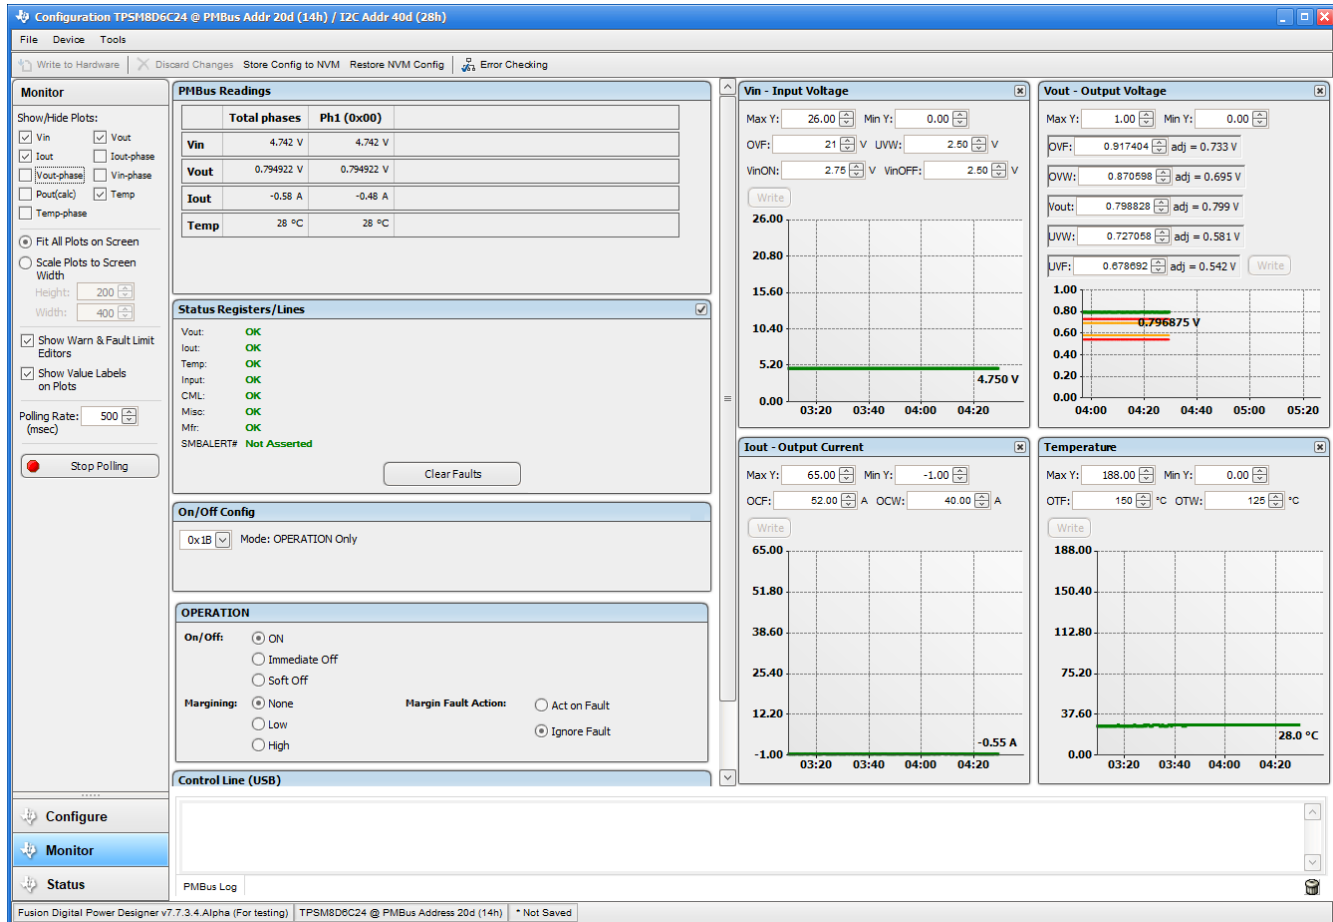 Configuration TPSM8D6C24 @ PMBus Addr 20d (14h) / I2C Addr 40d (28h)
File Device Tools
Write to Hardware Discard Changes Store Config to NVM Restore NVM Config Error Checking
Monitor
Show/Hide Plots:
Vin Vout
Iout Iout-phase
Vout-phase Vin-phase
Pout(calc) Temp
Temp-phase
Fit All Plots on Screen
Scale Plots to Screen
Width
Height: 200
Width: 400
Show Warn & Fault Limit
Editors
Show Value Labels
on Plots
Polling Rate: 500
(msec)
Stop Polling
Configure
Monitor
Status
PMBus Readings
Total phases Ph1 (0x00)
Vin 4.742 V 4.742 V
Vout 0.794922 V 0.794922 V
Iout -0.58 A -0.48 A
Temp 28 °C 28 °C
Status Registers/Lines
Vout: OK
Iout: OK
Temp: OK
Input: OK
CML: OK
Misc: OK
Mfr: OK
SMBALERT# Not Asserted
Clear Faults
On/Off Config
0x1B Mode: OPERATION Only
OPERATION
On/Off: ON
Immediate Off
Soft Off
Margining: None Margin Fault Action: Act on Fault
Low Ignore Fault
High
Control Line (USB)
Vin - Input Voltage
Max Y: 26.00 Min Y: 0.00
OVF: 21 V UVW: 2.50 V
VinON: 2.75 V VinOFF: 2.50 V
Write
26.00
20.80
15.60
10.40
5.20
4.750 V
0.00
03:20 03:40 04:00 04:20
Vout - Output Voltage
Max Y: 1.00 Min Y: 0.00
OVF: 0.917404 adj = 0.733 V
OVW: 0.870598 adj = 0.695 V
Vout: 0.798828 adj = 0.799 V
UVW: 0.727058 adj = 0.581 V
UVF: 0.678692 adj = 0.542 V Write
1.00
0.80
0.796875 V
0.60
0.40
0.20
0.00
04:00 04:20 04:40 05:00 05:20
Iout - Output Current
Max Y: 65.00 Min Y: -1.00
OCF: 52.00 A OCW: 40.00 A
Write
65.00
51.80
38.60
25.40
12.20
-0.55 A
-1.00
03:20 03:40 04:00 04:20
Temperature
Max Y: 188.00 Min Y: 0.00
OTF: 150 °C OTW: 125 °C
Write
188.00
150.40
112.80
75.20
37.60
28.0 °C
0.00
03:20 03:40 04:00 04:20
PMBus Log
Fusion Digital Power Designer v7.7.3.4.Alpha (For testing) TPSM8D6C24 @ PMBus Address 20d (14h) * Not Saved